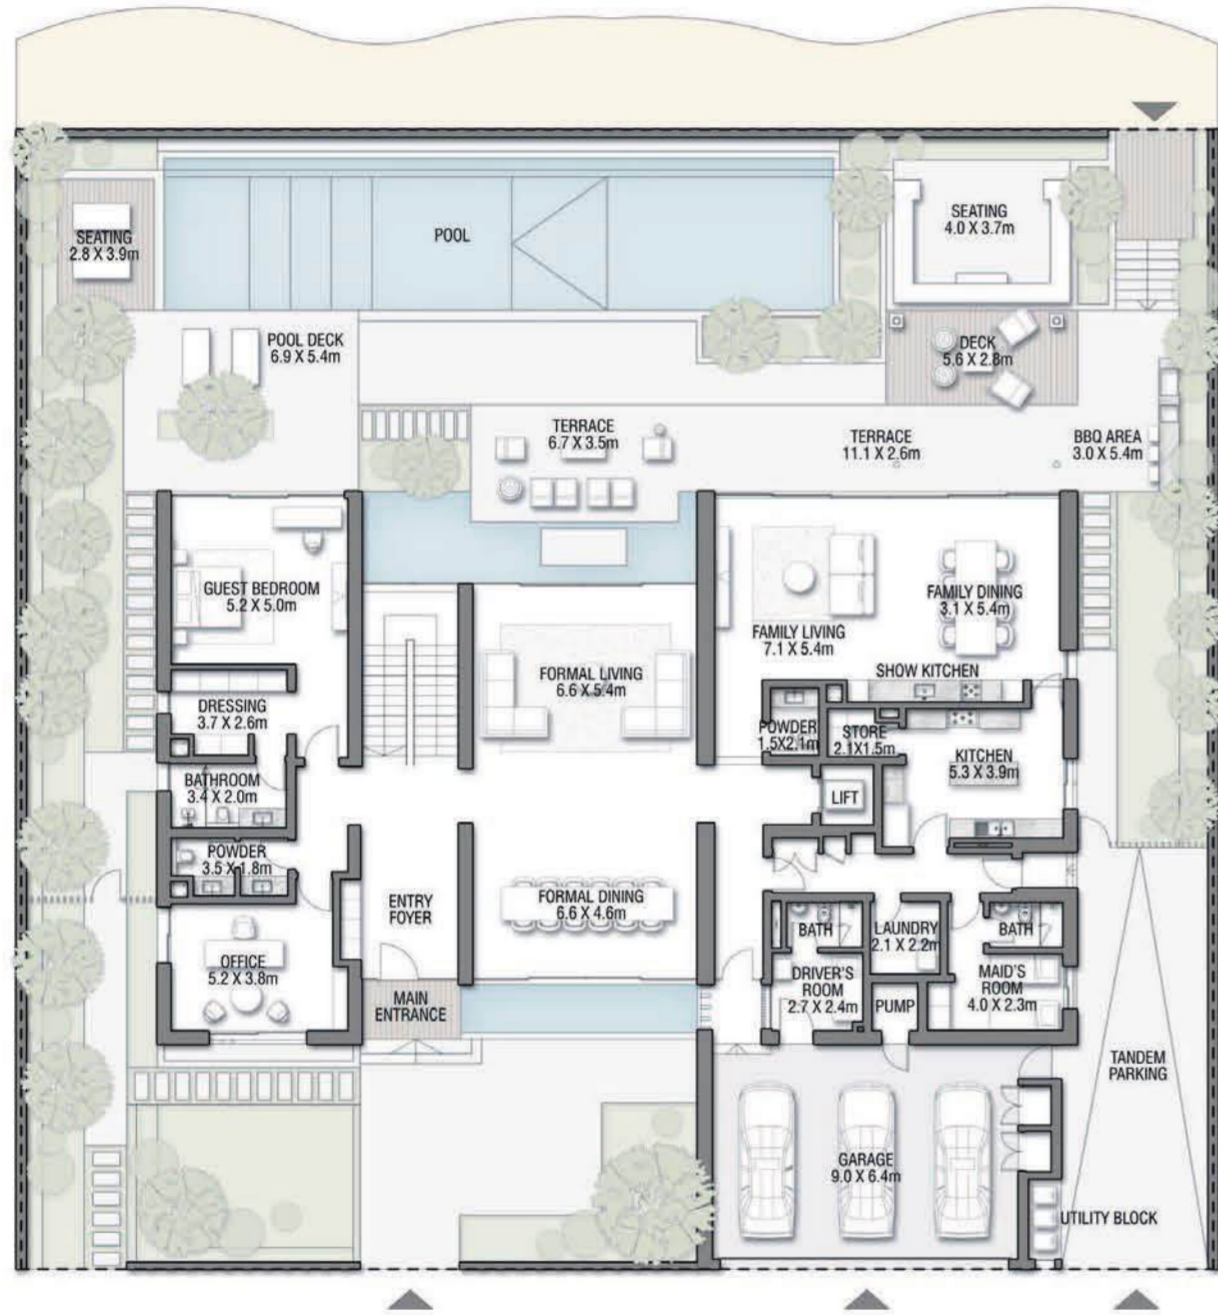 SEATING
4.0 X 3.7m
SEATING
2.8 X 3.9m
POOL
POOL DECK
6.9 X 5.4m
DECK
5.6 X 2.8m
TERRACE
6.7 X 3.5m
TERRACE
11.1 X 2.6m
BBQ AREA
3.0 X 5.4m
GUEST BEDROOM
5.2 X 5.0m
FAMILY DINING
3.1 X 5.4m
FAMILY LIVING
7.1 X 5.4m
FORMAL LIVING
6.6 X 5.4m
SHOW KITCHEN
DRESSING
3.7 X 2.6m
POWDER
1.5X2.1m
STORE
2.1X1.5m
KITCHEN
5.3 X 3.9m
BATHROOM
3.4 X 2.0m
LIFT
POWDER
3.5 X 1.8m
ENTRY
FOYER
FORMAL DINING
6.6 X 4.6m
BATH
LAUNDRY
2.1 X 2.2m
BATH
OFFICE
5.2 X 3.8m
DRIVER'S
ROOM
2.7 X 2.4m
MAID'S
ROOM
4.0 X 2.3m
MAIN
ENTRANCE
PUMP
TANDEM
PARKING
GARAGE
9.0 X 6.4m
UTILITY BLOCK